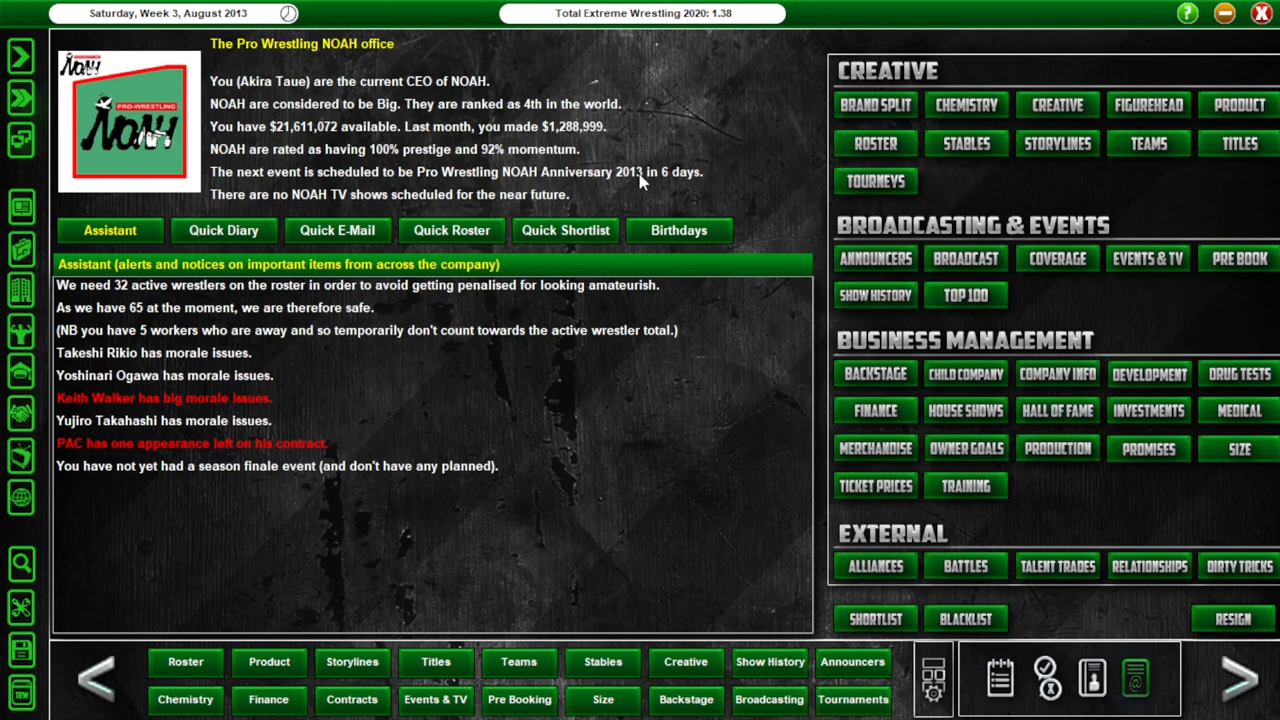 Saturday, Week 3, August 2013
Total Extreme Wrestling 2020: 1.38
?
X
NOAH
PRO-WRESTLING
NOAH
The Pro Wrestling NOAH office
You (Akira Taue) are the current CEO of NOAH.
NOAH are considered to be Big. They are ranked as 4th in the world.
You have $21,611,072 available. Last month, you made $1,288,999.
NOAH are rated as having 100% prestige and 92% momentum.
The next event is scheduled to be Pro Wrestling NOAH Anniversary 2013 in 6 days.
There are no NOAH TV shows scheduled for the near future.
Assistant
Quick Diary
Quick E-Mail
Quick Roster
Quick Shortlist
Birthdays
Assistant (alerts and notices on important items from across the company)
We need 32 active wrestlers on the roster in order to avoid getting penalised for looking amateurish.
As we have 65 at the moment, we are therefore safe.
(NB you have 5 workers who are away and so temporarily don't count towards the active wrestler total.)
Takeshi Rikio has morale issues.
Yoshinari Ogawa has morale issues.
Keith Walker has big morale issues.
Yujiro Takahashi has morale issues.
PAC has one appearance left on his contract.
You have not yet had a season finale event (and don't have any planned).
CREATIVE
BRAND SPLIT CHEMISTRY CREATIVE FIGUREHEAD PRODUCT
ROSTER STABLES STORYLINES TEAMS TITLES
TOURNEYS
BROADCASTING & EVENTS
ANNOUNCERS BROADCAST COVERAGE EVENTS & TV PRE BOOK
SHOW HISTORY TOP 100
BUSINESS MANAGEMENT
BACKSTAGE CHILD COMPANY COMPANY INFO DEVELOPMENT DRUG TESTS
FINANCE HOUSE SHOWS HALL OF FAME INVESTMENTS MEDICAL
MERCHANDISE OWNER GOALS PRODUCTION PROMISES SIZE
TICKET PRICES TRAINING
EXTERNAL
ALLIANCES BATTLES TALENT TRADES RELATIONSHIPS DIRTY TRICKS
SHORTLIST BLACKLIST RESIGN
Roster Product Storylines Titles Teams Stables Creative Show History Announcers
Chemistry Finance Contracts Events & TV Pre Booking Size Backstage Broadcasting Tournaments
TEW